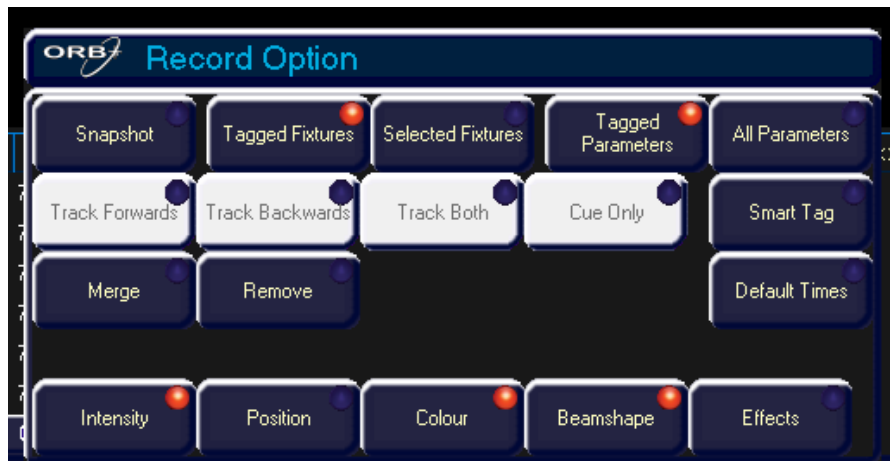 ORB Record Option
Snapshot Tagged Fixtures Selected Fixtures Tagged Parameters All Parameters
Track Forwards Track Backwards Track Both Cue Only Smart Tag
Merge Remove Default Times
Intensity Position Colour Beamshape Effects